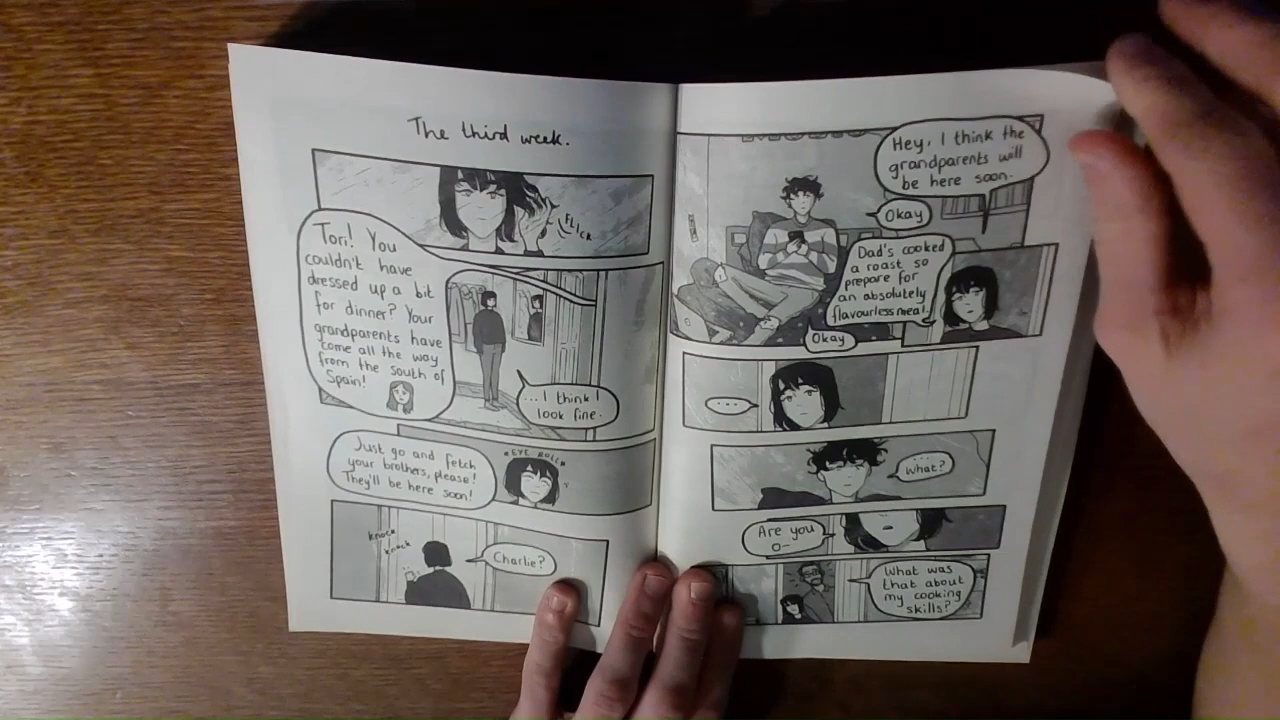 The third week.
FLICK
Tori! You
couldn't have
dressed up a bit
for dinner? Your
grandparents have
come all the way
from the south of
Spain!
...I think I
look fine.
Just go and fetch
your brothers, please!
They'll be here soon!
*EYE ROLL*
knock
knock
Charlie?
Hey, I think the
grandparents will
be here soon.
Okay
Dad's cooked
a roast so
prepare for
an absolutely
flavourless meal.
Okay
....
....
What?
Are you
o-
What was
that about
my cooking
skills?